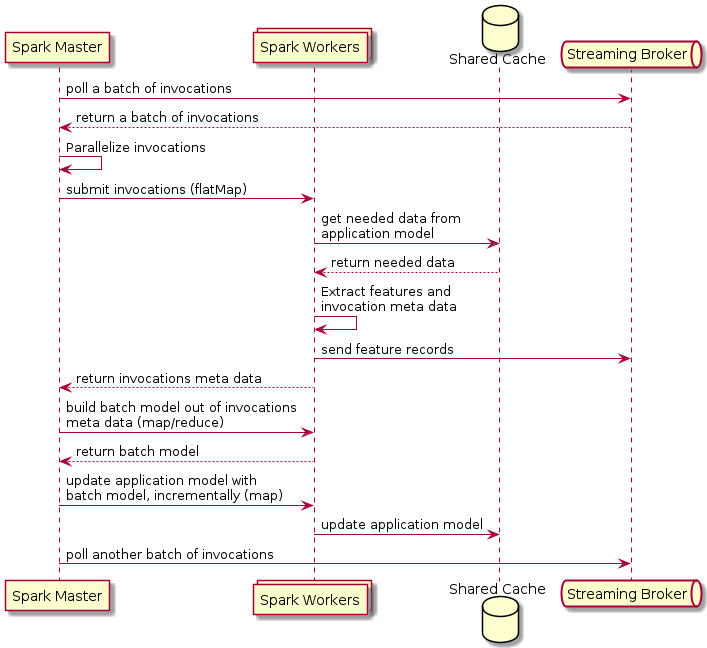 Spark Master
Spark Workers
Shared Cache
Streaming Broker
poll a batch of invocations
return a batch of invocations
Parallelize invocations
submit invocations (flatMap)
get needed data from
application model
return needed data
Extract features and
invocation meta data
send feature records
return invocations meta data
build batch model out of invocations
meta data (map/reduce)
return batch model
update application model with
batch model, incrementally (map)
update application model
poll another batch of invocations
Spark Master
Spark Workers
Shared Cache
Streaming Broker